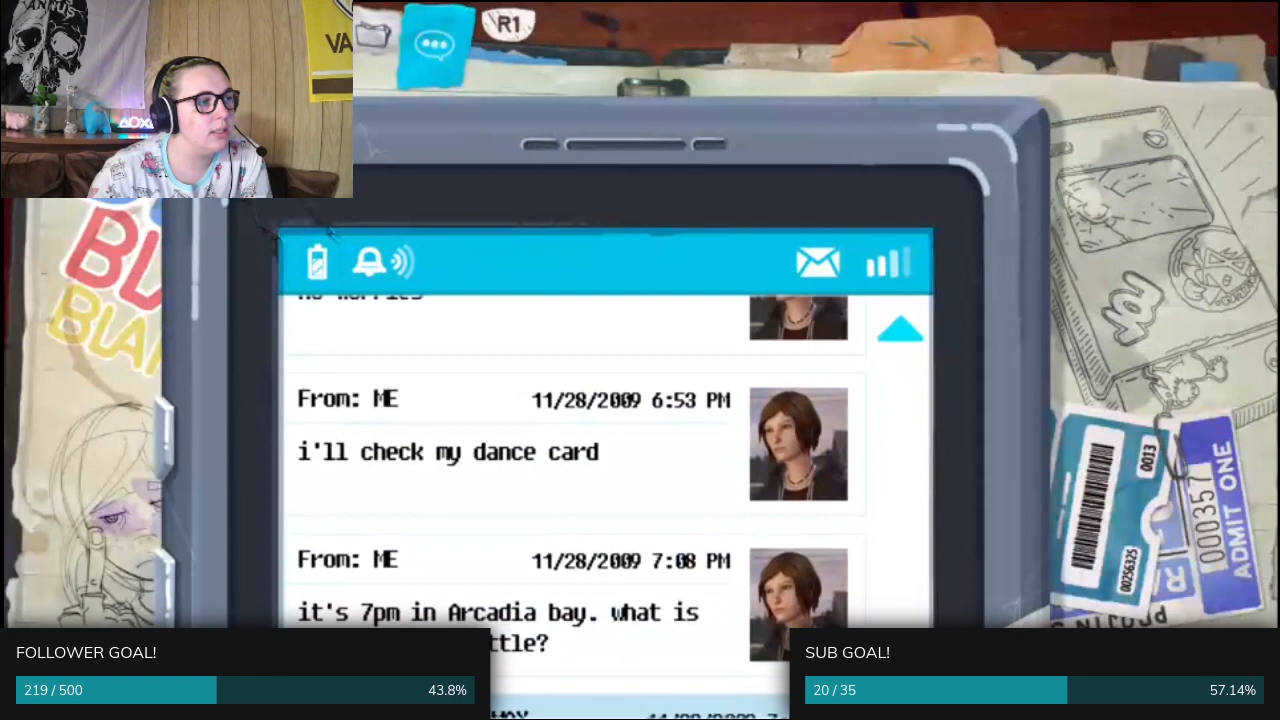 R1
VA
From: ME 11/28/2009 6:53 PM
i'll check my dance card
From: ME 11/28/2009 7:08 PM
it's 7pm in Arcadia bay. what is
0013
00256325
000357
ADMIT ONE
FOLLOWER GOAL!
219 / 500 43.8%
SUB GOAL!
20 / 35 57.14%